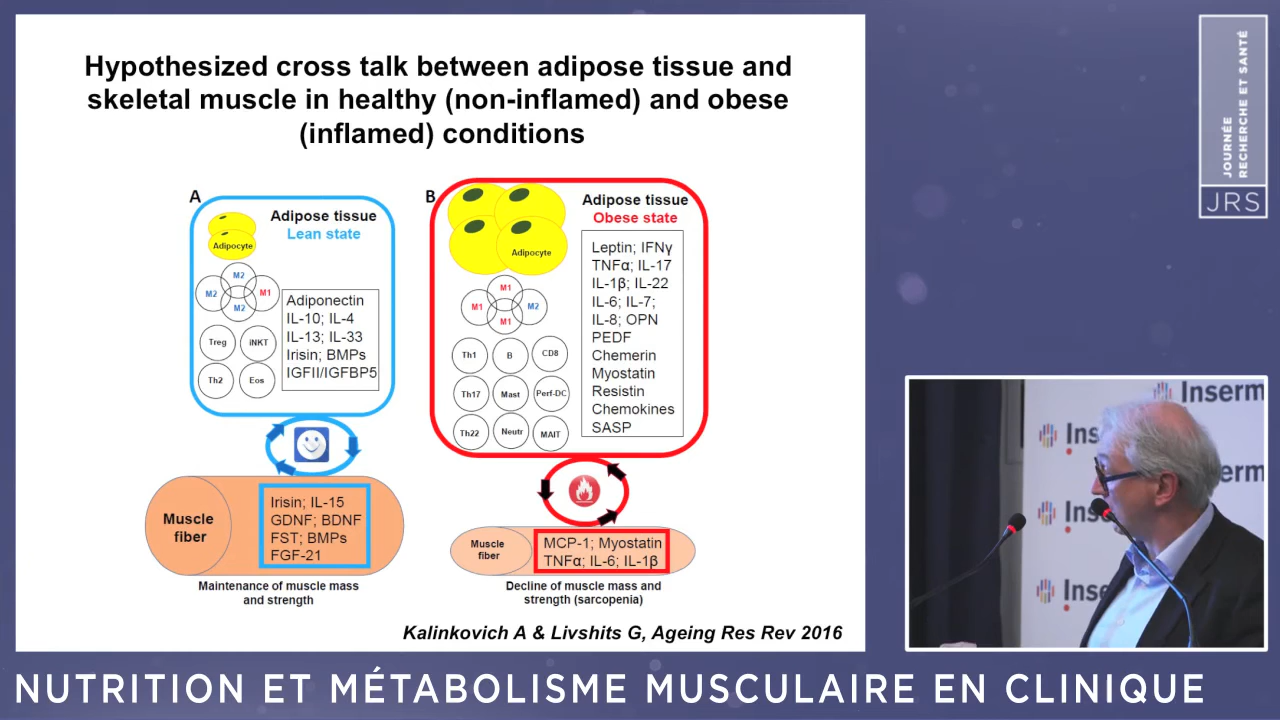 Hypothesized cross talk between adipose tissue and
skeletal muscle in healthy (non-inflamed) and obese
(inflamed) conditions
A
Adipose tissue
Lean state
Adipocyte
M2
M2
M1
M2
Adiponectin
IL-10; IL-4
IL-13; IL-33
Irisin; BMPs
IGFII/IGFBP5
Treg
iNKT
Th2
Eos
Muscle
fiber
Irisin; IL-15
GDNF; BDNF
FST; BMPs
FGF-21
Maintenance of muscle mass
and strength
B
Adipose tissue
Obese state
Adipocyte
M1
M1
M2
M1
Leptin; IFNγ
TNFα; IL-17
IL-1β; IL-22
IL-6; IL-7;
IL-8; OPN
PEDF
Chemerin
Myostatin
Resistin
Chemokines
SASP
Th1
B
CD8
Th17
Mast
Perf-DC
Th22
Neutr
MAIT
Muscle
fiber
MCP-1; Myostatin
TNFα; IL-6; IL-1β
Decline of muscle mass and
strength (sarcopenia)
Kalinkovich A & Livshits G, Ageing Res Rev 2016
JOURNÉE
RECHERCHE ET SANTÉ
JRS
Inserm
Ins
Inserm
Ins
Inserm
Inse
NUTRITION ET MÉTABOLISME MUSCULAIRE EN CLINIQUE